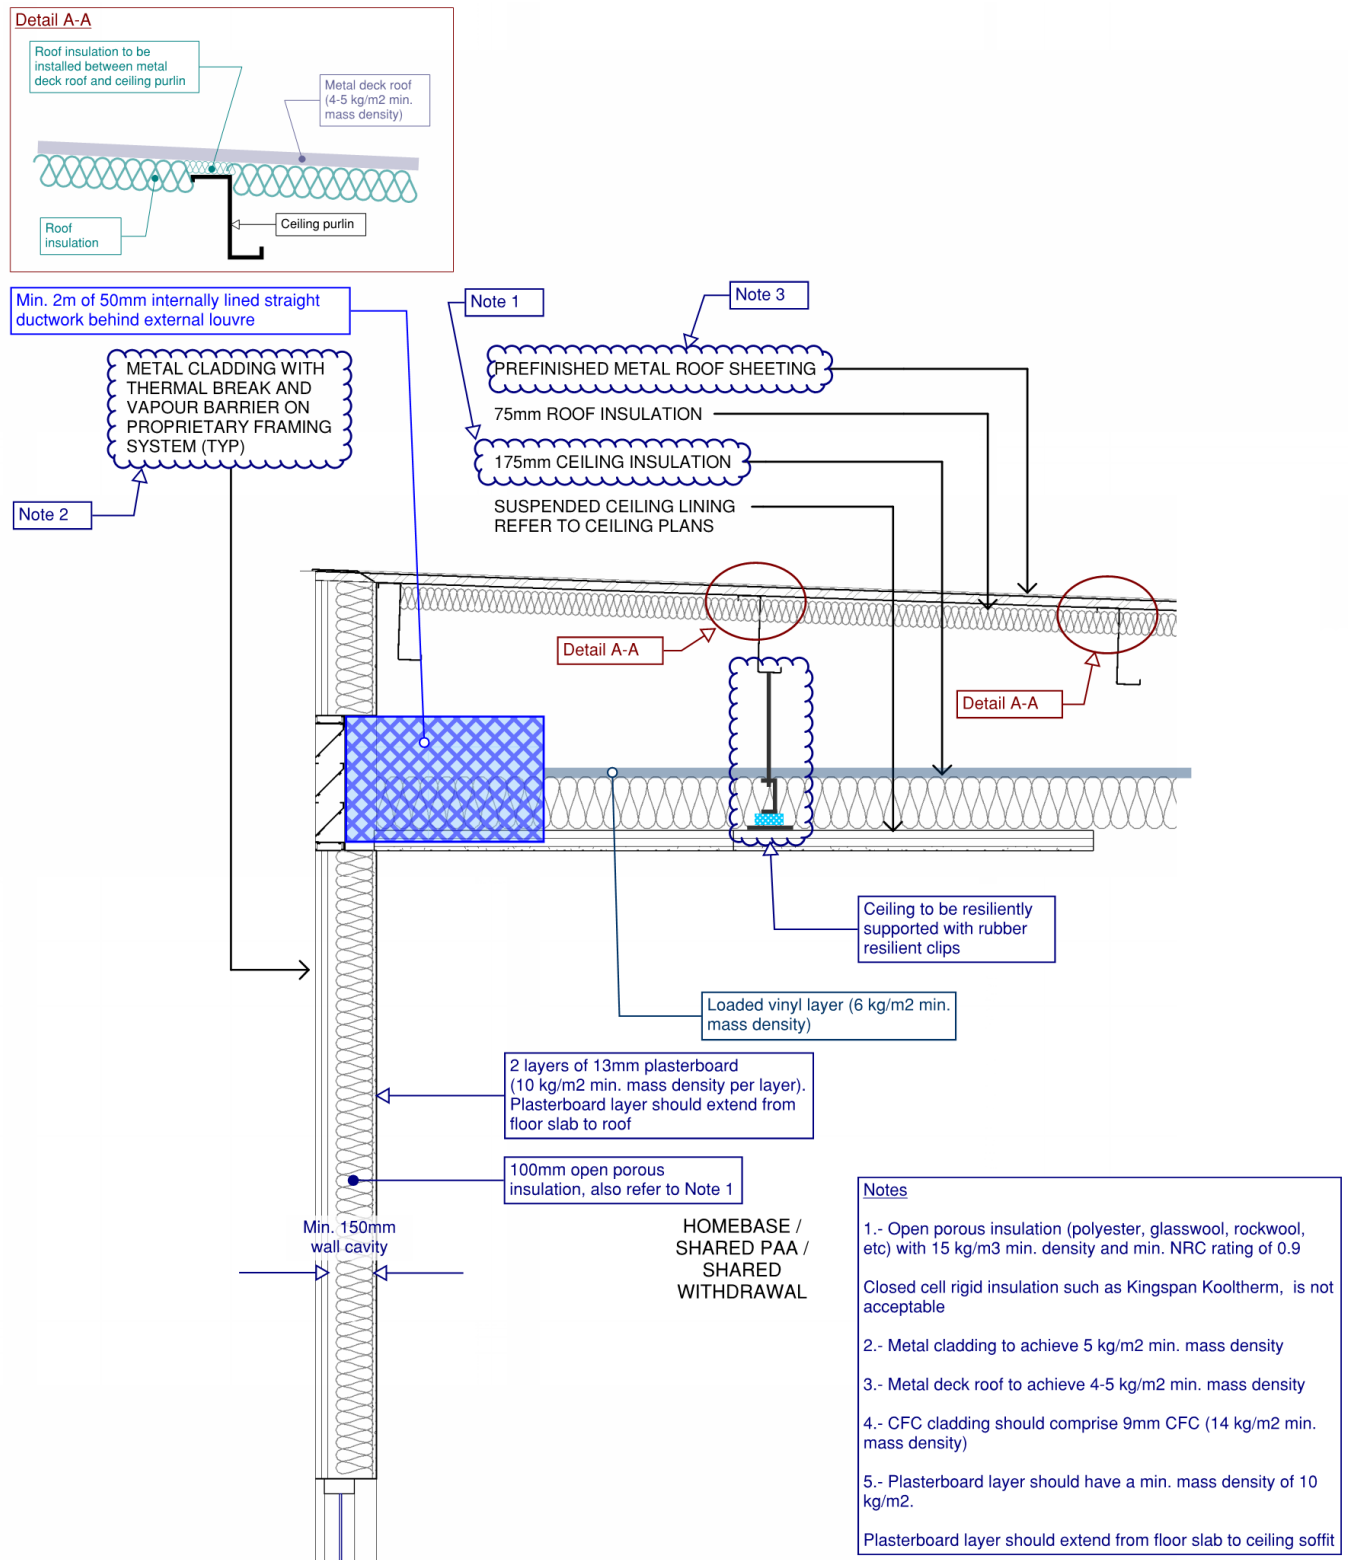 Detail A-A
Roof insulation to be
installed between metal
deck roof and ceiling purlin
Metal deck roof
(4-5 kg/m2 min.
mass density)
Roof
insulation
Ceiling purlin
Min. 2m of 50mm internally lined straight
ductwork behind external louvre
Note 1
Note 3
METAL CLADDING WITH
THERMAL BREAK AND
VAPOUR BARRIER ON
PROPRIETARY FRAMING
SYSTEM (TYP)
PREFINISHED METAL ROOF SHEETING
75mm ROOF INSULATION
175mm CEILING INSULATION
SUSPENDED CEILING LINING
REFER TO CEILING PLANS
Note 2
Detail A-A
Detail A-A
Ceiling to be resiliently
supported with rubber
resilient clips
Loaded vinyl layer (6 kg/m2 min.
mass density)
2 layers of 13mm plasterboard
(10 kg/m2 min. mass density per layer).
Plasterboard layer should extend from
floor slab to roof
100mm open porous
insulation, also refer to Note 1
Min. 150mm
wall cavity
HOMEBASE /
SHARED PAA /
SHARED
WITHDRAWAL
Notes
1.- Open porous insulation (polyester, glasswool, rockwool,
etc) with 15 kg/m3 min. density and min. NRC rating of 0.9
Closed cell rigid insulation such as Kingspan Kooltherm,  is not
acceptable
2.- Metal cladding to achieve 5 kg/m2 min. mass density
3.- Metal deck roof to achieve 4-5 kg/m2 min. mass density
4.- CFC cladding should comprise 9mm CFC (14 kg/m2 min.
mass density)
5.- Plasterboard layer should have a min. mass density of 10
kg/m2.
Plasterboard layer should extend from floor slab to ceiling soffit